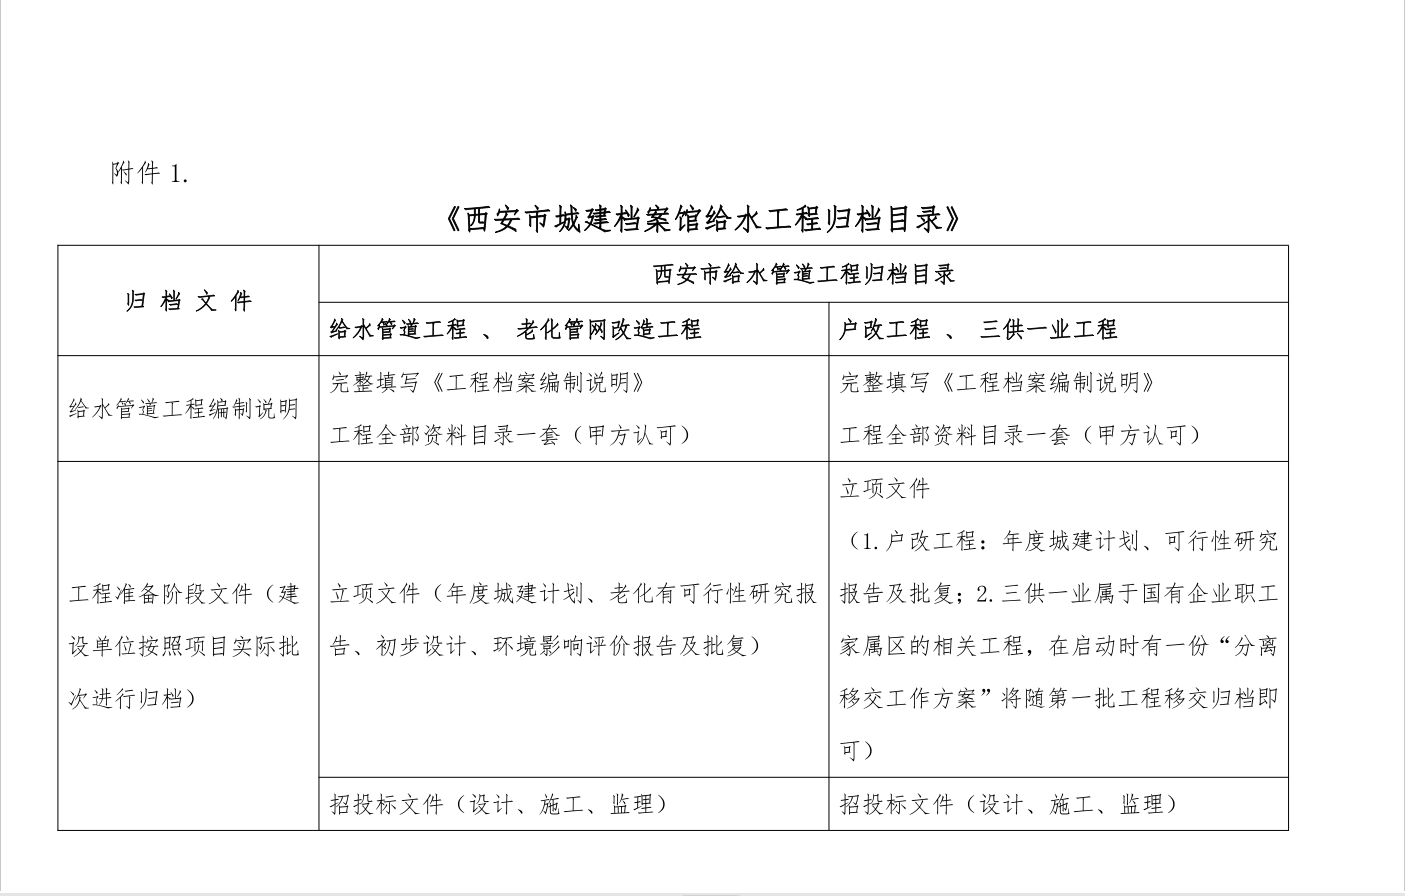 附件 1.
《西安市城建档案馆给水工程归档目录》
归 档 文 件
西安市给水管道工程归档目录
给水管道工程 、 老化管网改造工程
户改工程 、 三供一业工程
给水管道工程编制说明
完整填写《工程档案编制说明》
工程全部资料目录一套（甲方认可）
完整填写《工程档案编制说明》
工程全部资料目录一套（甲方认可）
工程准备阶段文件（建
设单位按照项目实际批
次进行归档）
立项文件（年度城建计划、老化有可行性研究报
告、初步设计、环境影响评价报告及批复）
立项文件
（1.户改工程：年度城建计划、可行性研究
报告及批复；2.三供一业属于国有企业职工
家属区的相关工程，在启动时有一份“分离
移交工作方案”将随第一批工程移交归档即
可）
招投标文件（设计、施工、监理）
招投标文件（设计、施工、监理）